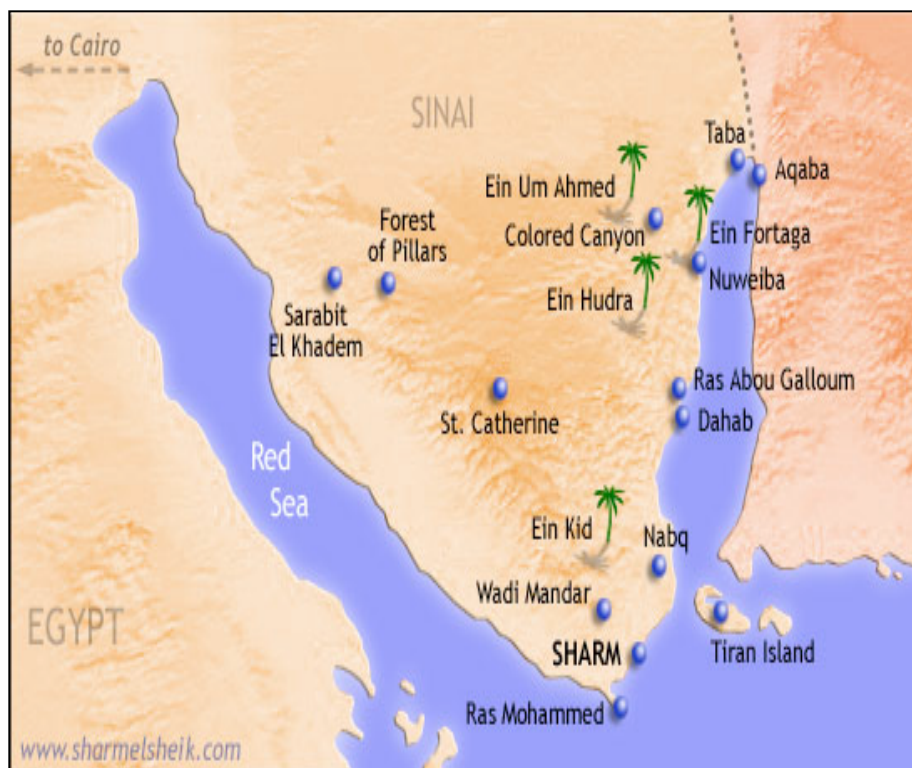 to Cairo
SINAI
Taba
Aqaba
Ein Um Ahmed
Colored Canyon
Ein Fortaga
Nuweiba
Forest
of Pillars
Ein Hudra
Sarabit
El Khadem
Ras Abou Galloum
St. Catherine
Dahab
Red
Sea
Ein Kid
Nabq
Wadi Mandar
EGYPT
SHARM
Tiran Island
Ras Mohammed
www.sharmelsheik.com